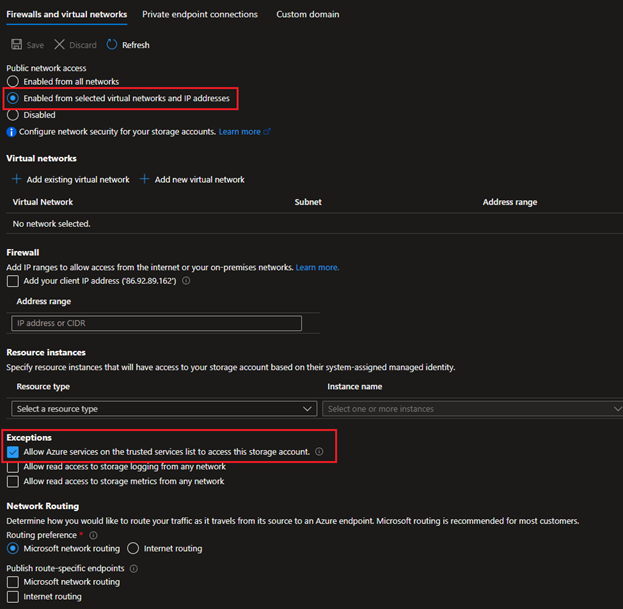 Firewalls and virtual networks Private endpoint connections Custom domain
Save Discard Refresh
Public network access
Enabled from all networks
Enabled from selected virtual networks and IP addresses
Disabled
Configure network security for your storage accounts. Learn more
Virtual networks
Add existing virtual network Add new virtual network
Virtual Network Subnet Address range
No network selected.
Firewall
Add IP ranges to allow access from the internet or your on-premises networks. Learn more.
Add your client IP address ('86.92.89.162')
Address range
IP address or CIDR
Resource instances
Specify resource instances that will have access to your storage account based on their system-assigned managed identity.
Resource type Instance name
Select a resource type Select one or more instances
Exceptions
Allow Azure services on the trusted services list to access this storage account.
Allow read access to storage logging from any network
Allow read access to storage metrics from any network
Network Routing
Determine how you would like to route your traffic as it travels from its source to an Azure endpoint. Microsoft routing is recommended for most customers.
Routing preference *
Microsoft network routing Internet routing
Publish route-specific endpoints
Microsoft network routing
Internet routing